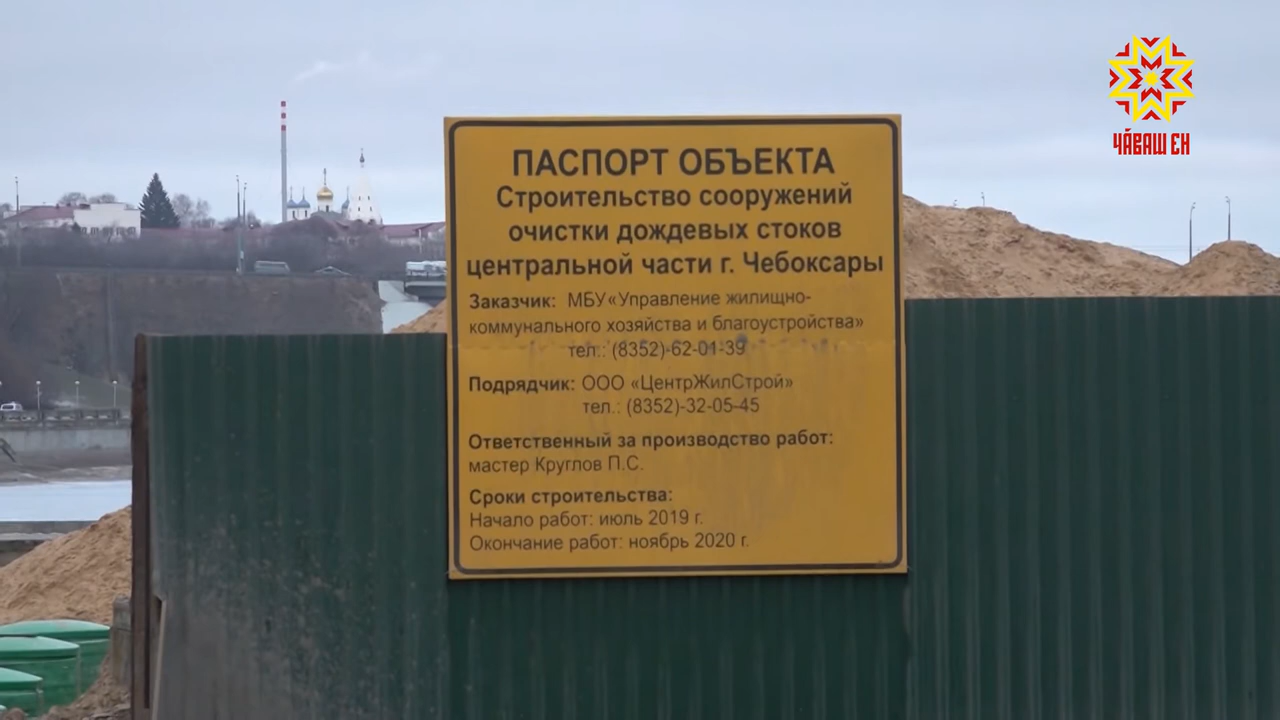 ЧӐВАШ ЕН
ПАСПОРТ ОБЪЕКТА
Строительство сооружений
очистки дождевых стоков
центральной части г. Чебоксары
Заказчик: МБУ«Управление жилищно-
коммунального хозяйства и благоустройства»
тел.: (8352)-62-01-39
Подрядчик: ООО «ЦентрЖилСтрой»
тел.: (8352)-32-05-45
Ответственный за производство работ:
мастер Круглов П.С.
Сроки строительства:
Начало работ: июль 2019 г.
Окончание работ: ноябрь 2020 г.